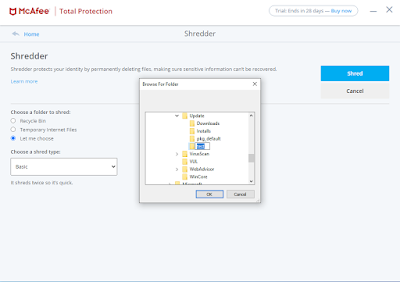 McAfee | Total Protection
Trial: Ends in 28 days — Buy now
Home
Shredder
Shredder
Shredder protects your identity by permanently deleting files, making sure sensitive information can't be recovered.
Learn more
Shred
Cancel
Choose a folder to shred:
Recycle Bin
Temporary Internet Files
Let me choose
Choose a shred type:
Basic
It shreds twice so it's quick.
Browse For Folder
Update
Downloads
Installs
pkg_default
VirusScan
VUL
WebAdvisor
WinCore
Microsoft
OK
Cancel